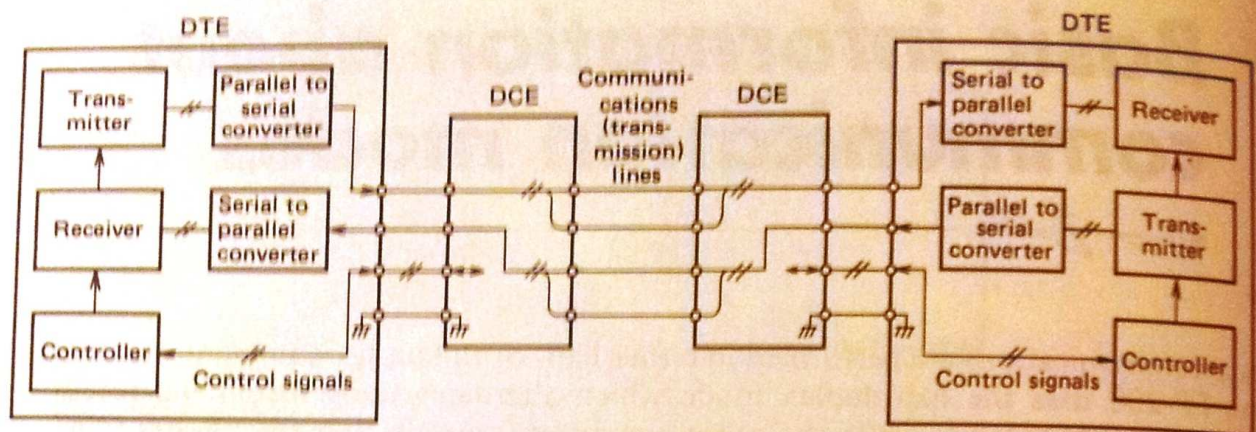 DTE
Trans-
mitter
Parallel to
serial
converter
Receiver
Serial to
parallel
converter
Controller
Control signals
DCE
Communi-
cations
(trans-
mission)
lines
DCE
DTE
Serial to
parallel
converter
Receiver
Parallel to
serial
converter
Trans-
mitter
Control signals
Controller